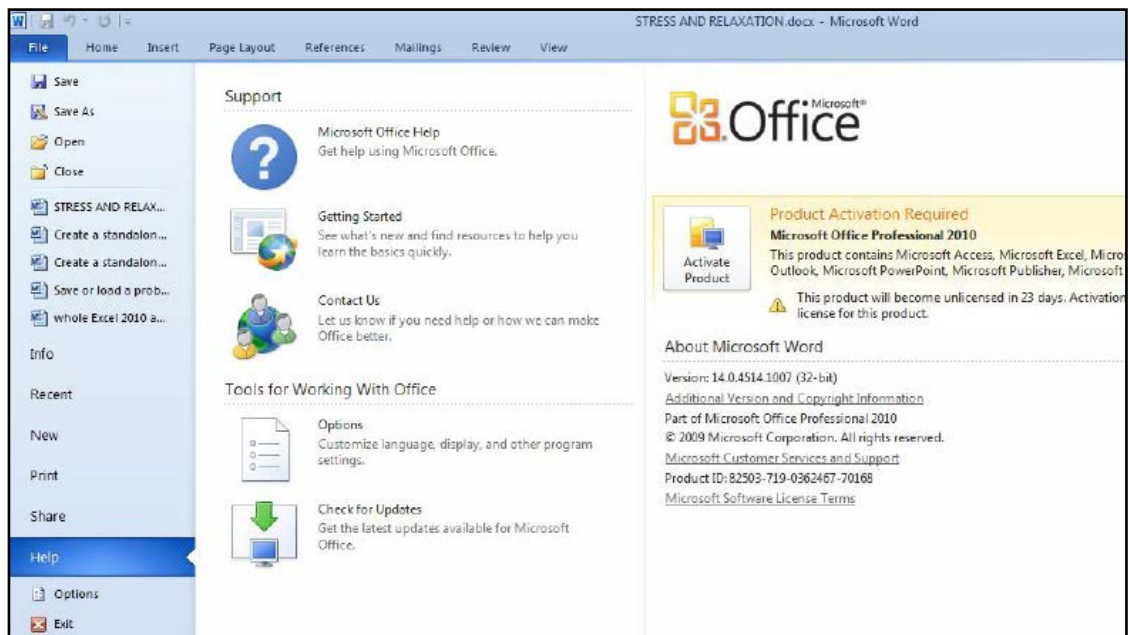 STRESS AND RELAXATION.docx - Microsoft Word
File Home Insert Page Layout References Mailings Review View
Save
Save As
Open
Close
STRESS AND RELAX...
Create a standalon...
Create a standalon...
Save or load a prob...
whole Excel 2010 a...
Info
Recent
New
Print
Share
Help
Options
Exit
Support
Microsoft Office Help
Get help using Microsoft Office.
Getting Started
See what's new and find resources to help you
learn the basics quickly.
Contact Us
Let us know if you need help or how we can make
Office better.
Tools for Working With Office
Options
Customize language, display, and other program
settings.
Check for Updates
Get the latest updates available for Microsoft
Office.
Microsoft®
Office
Activate
Product
Product Activation Required
Microsoft Office Professional 2010
This product contains Microsoft Access, Microsoft Excel, Micro
Outlook, Microsoft PowerPoint, Microsoft Publisher, Microsoft
This product will become unlicensed in 23 days. Activation
license for this product.
About Microsoft Word
Version: 14.0.4514.1007 (32-bit)
Additional Version and Copyright Information
Part of Microsoft Office Professional 2010
© 2009 Microsoft Corporation. All rights reserved.
Microsoft Customer Services and Support
Product ID: 82503-719-0362467-70168
Microsoft Software License Terms